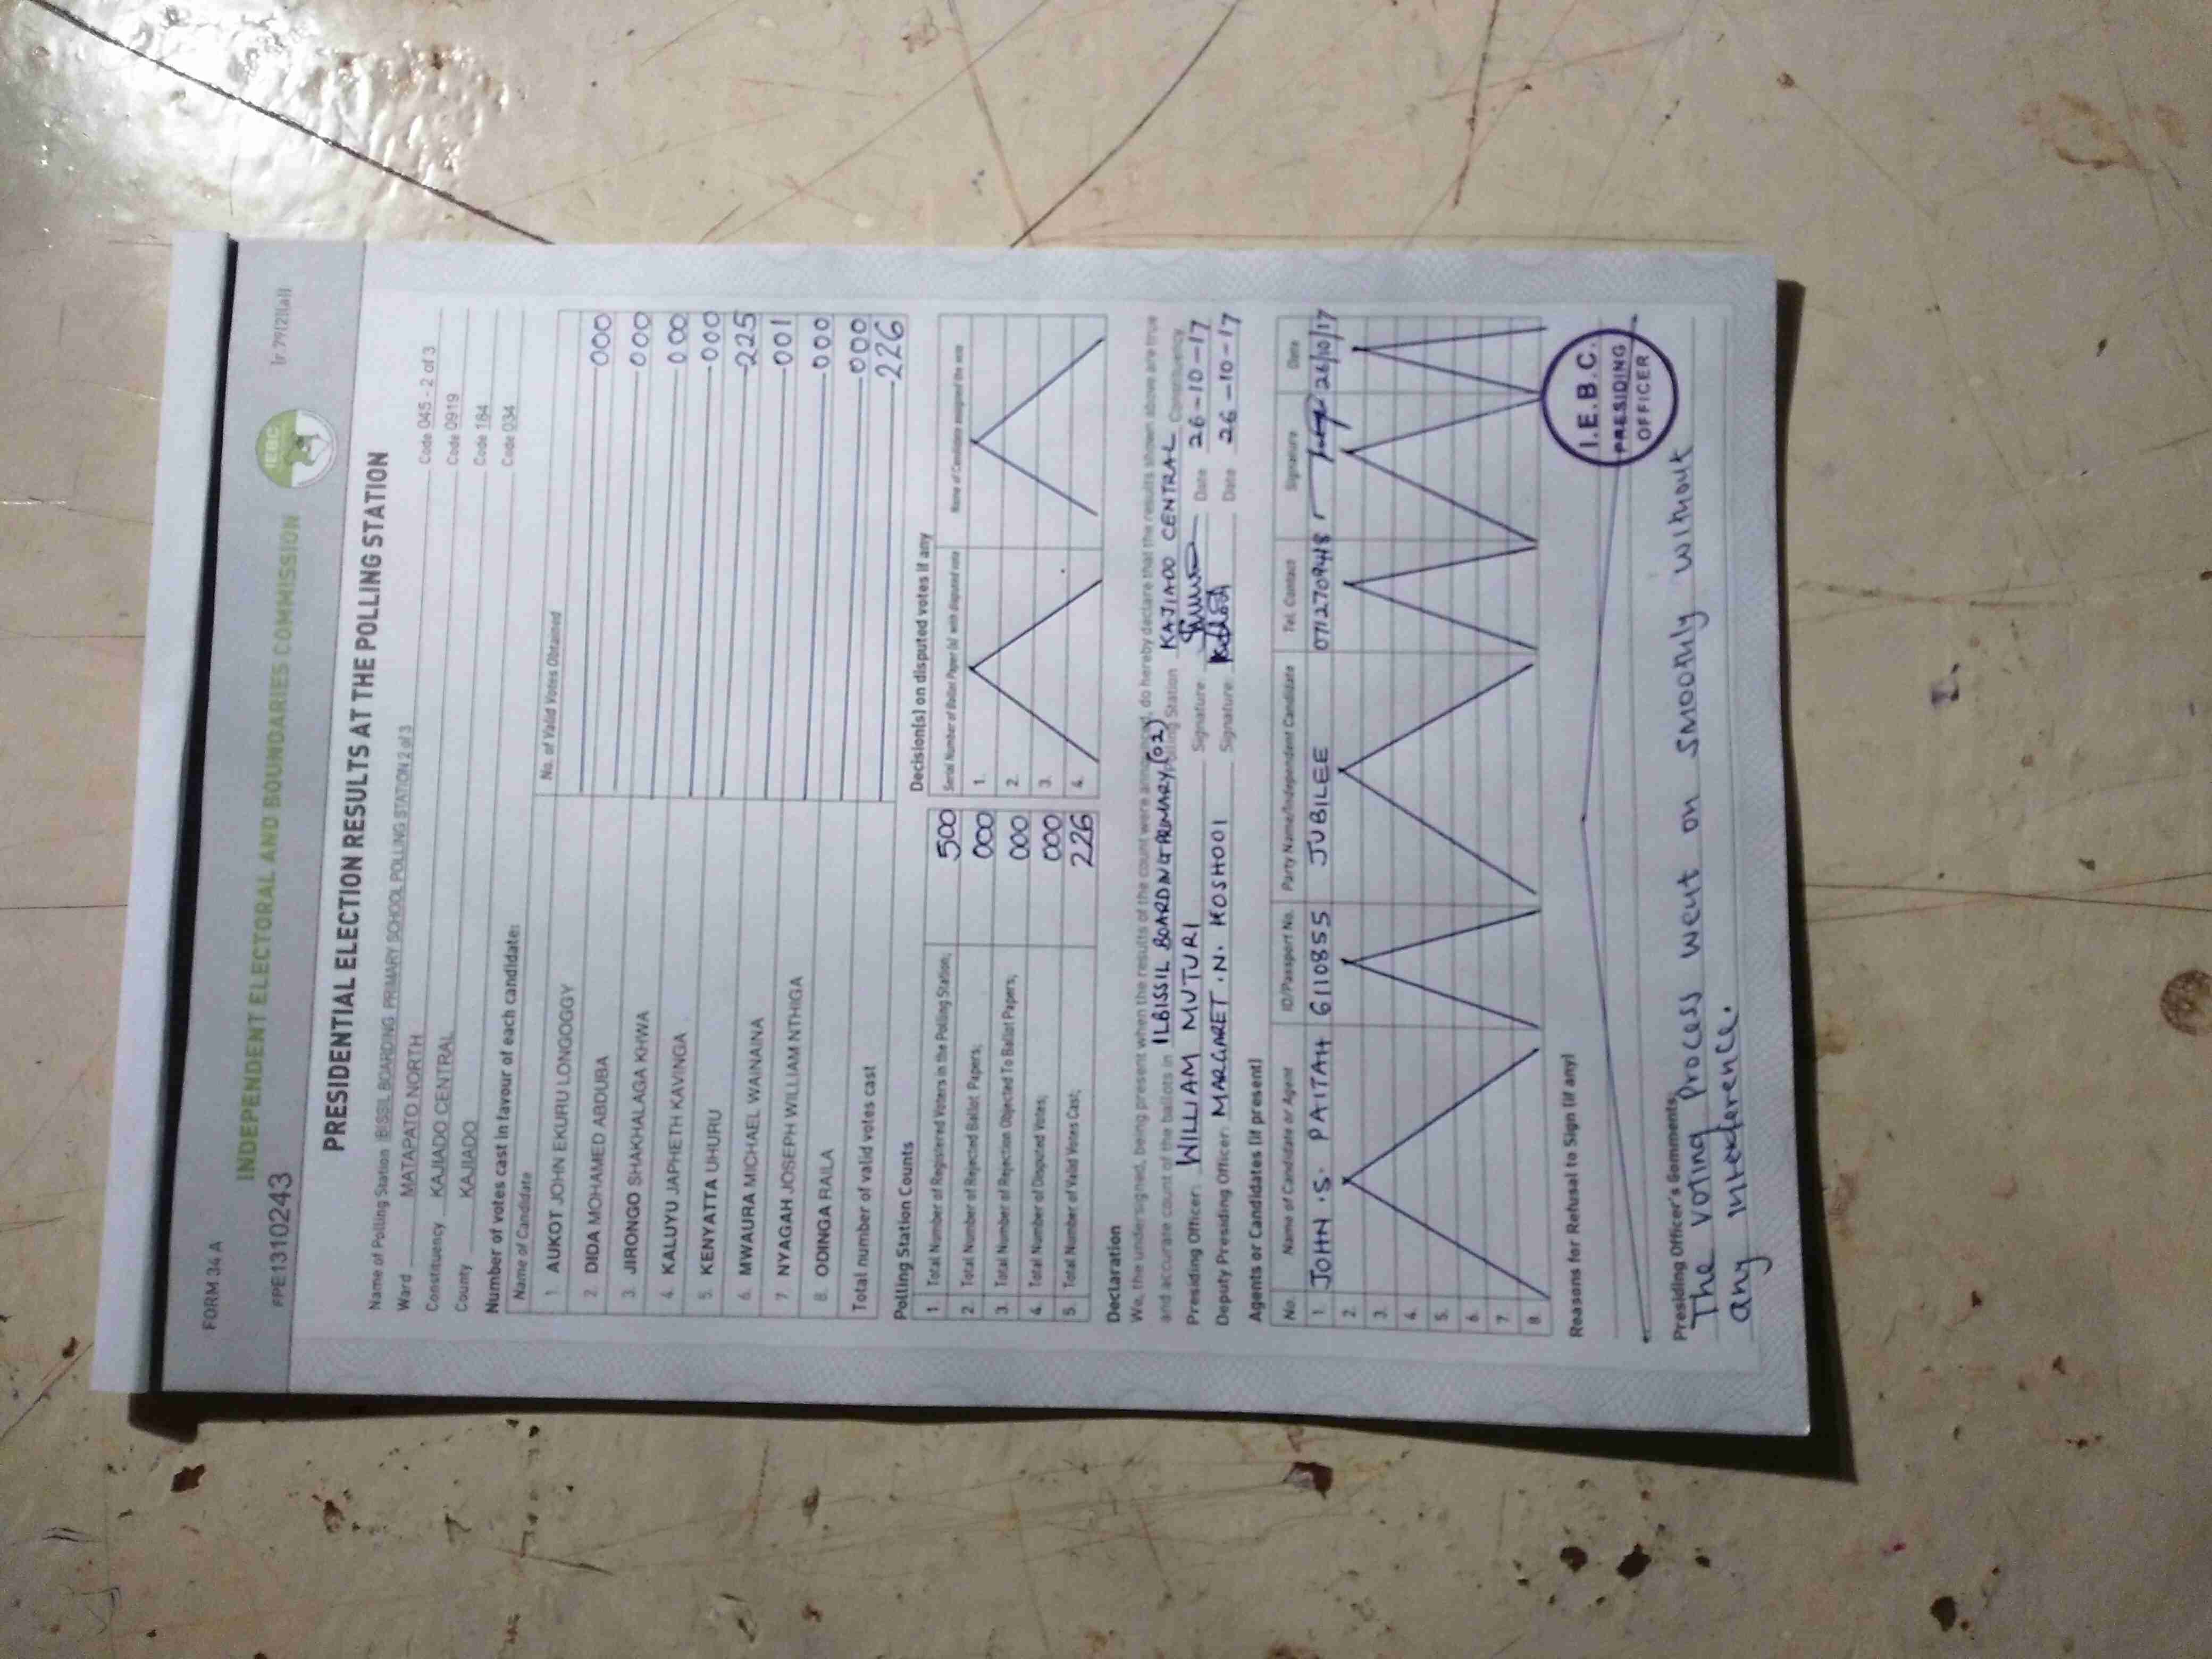 FORM 34 A
FPE1310243
INDEPENDENT ELECTORAL AND BOUNDARIES COMMISSION
IEBC
PRESIDENTIAL ELECTION RESULTS AT THE POLLING STATION
Name of Polling Station IBISSIL BOARDING PRIMARY SCHOOL POLLING STATION 2 of 3 Code 045 - 2 of 3
Ward MATAPATO NORTH Code 0919
Constituency KAJIADO CENTRAL Code 184
County KAJIADO Code 034
Number of votes cast in favour of each candidate:
Name of Candidate No. of Valid Votes Obtained
1. AUKOT JOHN EKURU LONGOGGY 000
2. DIDA MOHAMED ABDUBA 000
3. JIRONGO SHAKHALAGA KHWA 000
4. KALUYU JAPHETH KAVINGA 000
5. KENYATTA UHURU 225
6. MWAURA MICHAEL WAINAINA 001
7. NYAGAH JOSEPH WILLIAM NTHIGA 000
8. ODINGA RAILA 000
Total number of valid votes cast 226
Polling Station Counts
1. Total Number of Registered Voters in the Polling Station; 500
2. Total Number of Rejected Ballot Papers; 000
3. Total Number of Rejection Objected To Ballot Papers; 000
4. Total Number of Disputed Votes; 000
5. Total Number of Valid Votes Cast; 226
Decision(s) on disputed votes if any
Serial Number of Ballot Paper (s) with disputed vote Name of Candidate assigned the vote
1.
2.
3.
4.
Declaration
We, the undersigned, being present when the results of the count were announced, do hereby declare that the results shown above are true
and accurate count of the ballots in ILBISSIL BOARDING PRIMARY (02) Polling Station KAJIADO CENTRAL Constituency
Presiding Officer: WILLIAM MUTURI Signature: Date 26-10-17
Deputy Presiding Officer: MARGARET .N. KOSHOOI Signature: Date 26-10-17
Agents or Candidates (if present)
No. Name of Candidate or Agent ID/Passport No. Party Name/Independent Candidate Tel. Contact Signature Date
1. JOHN .S. PAITAH 6110855 JUBILEE 0712709418 26/10/17
2.
3.
4.
5.
6.
7.
8.
Reasons for Refusal to Sign (if any)
I.E.B.C.
PRESIDING
OFFICER
Presiding Officer's Comments:
The Voting Process went on smoothly without
any interference.